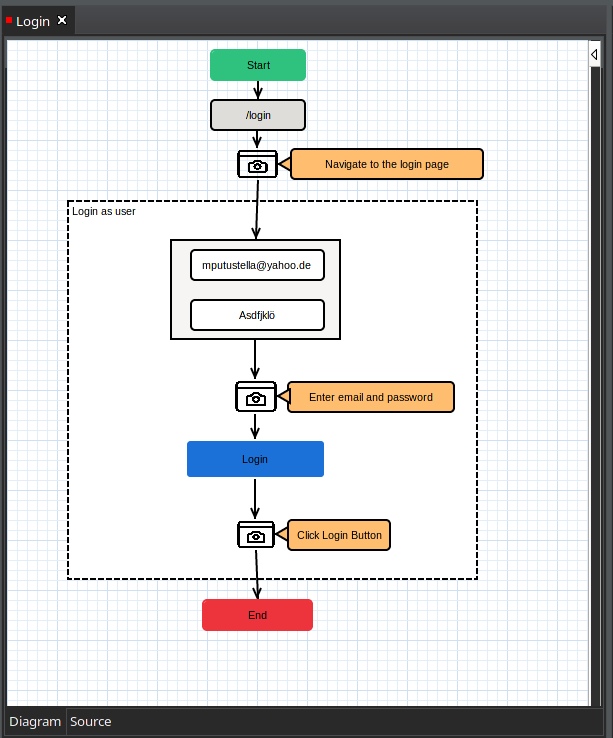 Login
Start
/login
Navigate to the login page
Login as user
mputustella@yahoo.de
Asdfjklö
Enter email and password
Login
Click Login Button
End
Diagram Source